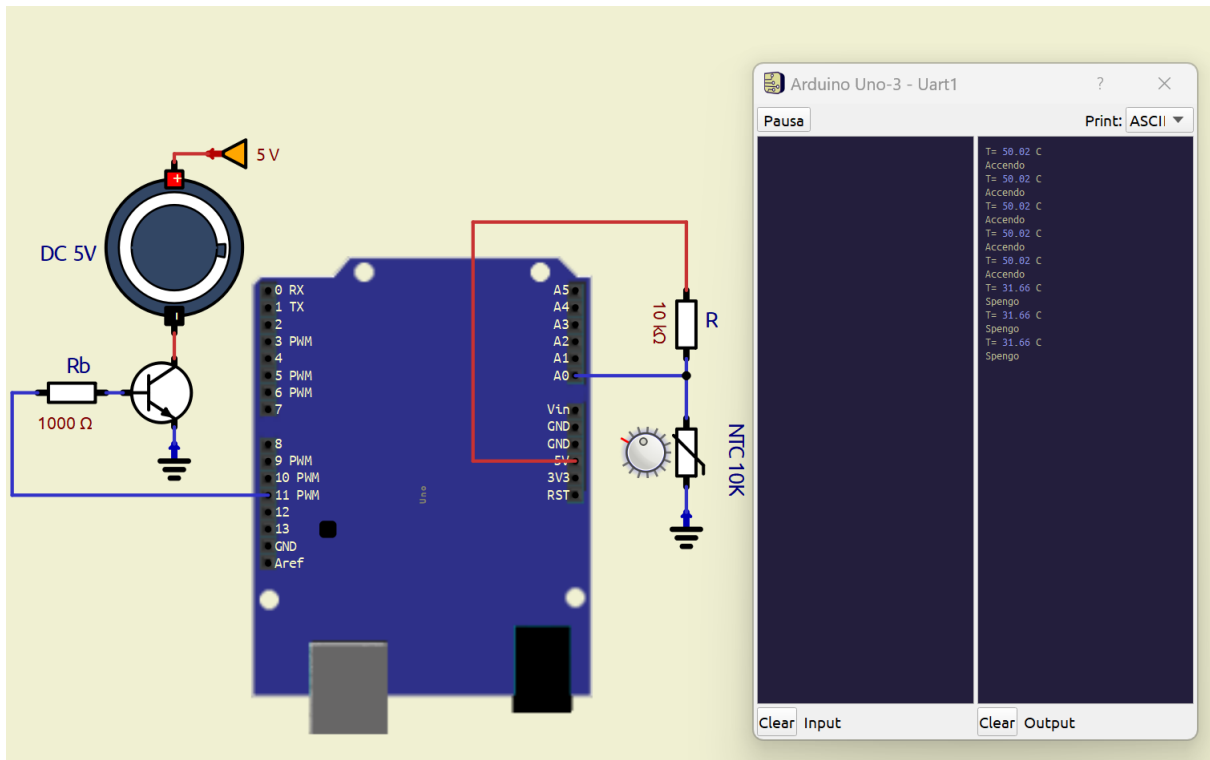 5 V
DC 5V
Rb
1000 Ω
0 RX
1 TX
2
3 PWM
4
5 PWM
6 PWM
7
8
9 PWM
10 PWM
11 PWM
12
13
GND
Aref
Uno
A5
A4
A3
A2
A1
A0
Vin
GND
GND
5V
3V3
RST
10 kΩ
R
NTC 10K
Arduino Uno-3 - Uart1
?
Pausa
Print: ASCII
T= 50.02 C
Accendo
T= 50.02 C
Accendo
T= 50.02 C
Accendo
T= 50.02 C
Accendo
T= 50.02 C
Accendo
T= 31.66 C
Spengo
T= 31.66 C
Spengo
T= 31.66 C
Spengo
Clear Input
Clear Output